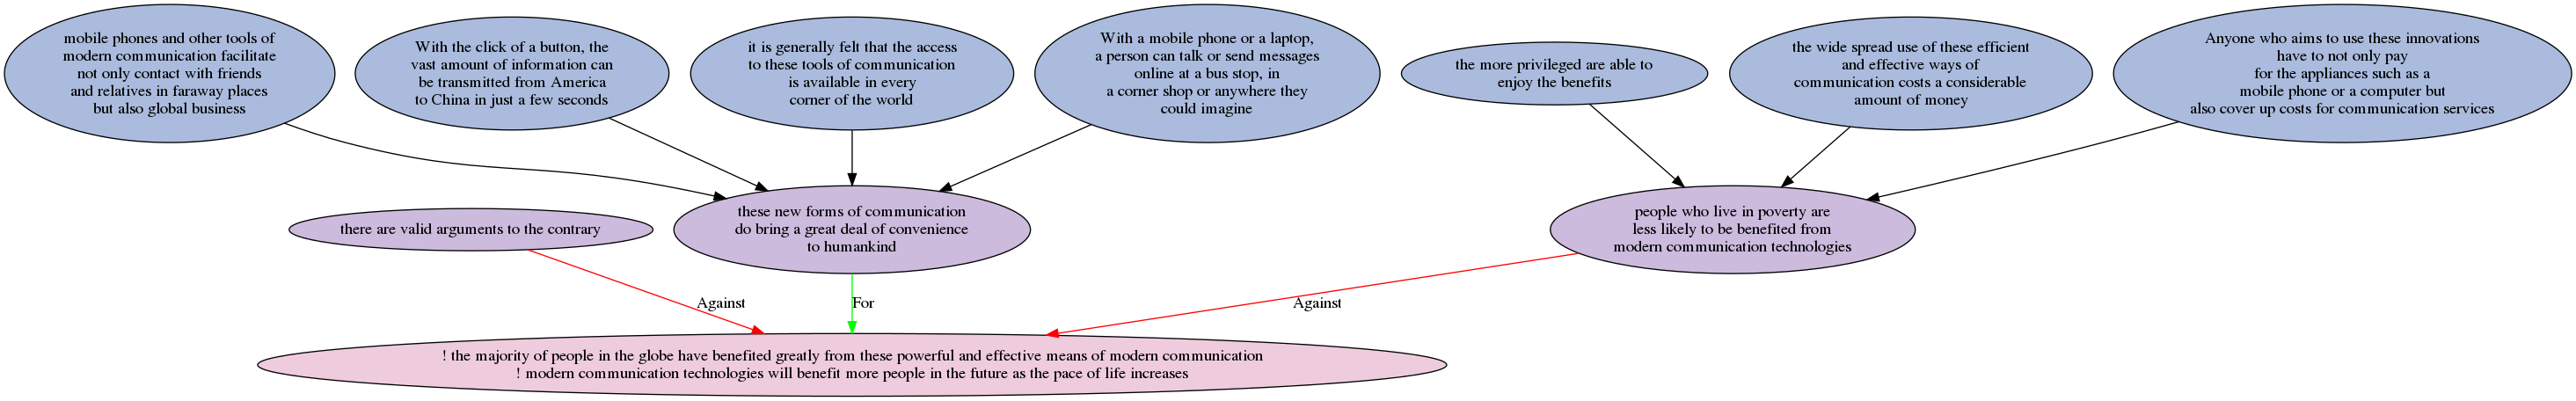 mobile phones and other tools of
modern communication facilitate
not only contact with friends
and relatives in faraway places
but also global business
With the click of a button, the
vast amount of information can
be transmitted from America
to China in just a few seconds
it is generally felt that the access
to these tools of communication
is available in every
corner of the world
With a mobile phone or a laptop,
a person can talk or send messages
online at a bus stop, in
a corner shop or anywhere they
could imagine
the more privileged are able to
enjoy the benefits
the wide spread use of these efficient
and effective ways of
communication costs a considerable
amount of money
Anyone who aims to use these innovations
have to not only pay
for the appliances such as a
mobile phone or a computer but
also cover up costs for communication services
there are valid arguments to the contrary
these new forms of communication
do bring a great deal of convenience
to humankind
people who live in poverty are
less likely to be benefited from
modern communication technologies
Against
For
Against
! the majority of people in the globe have benefited greatly from these powerful and effective means of modern communication
! modern communication technologies will benefit more people in the future as the pace of life increases